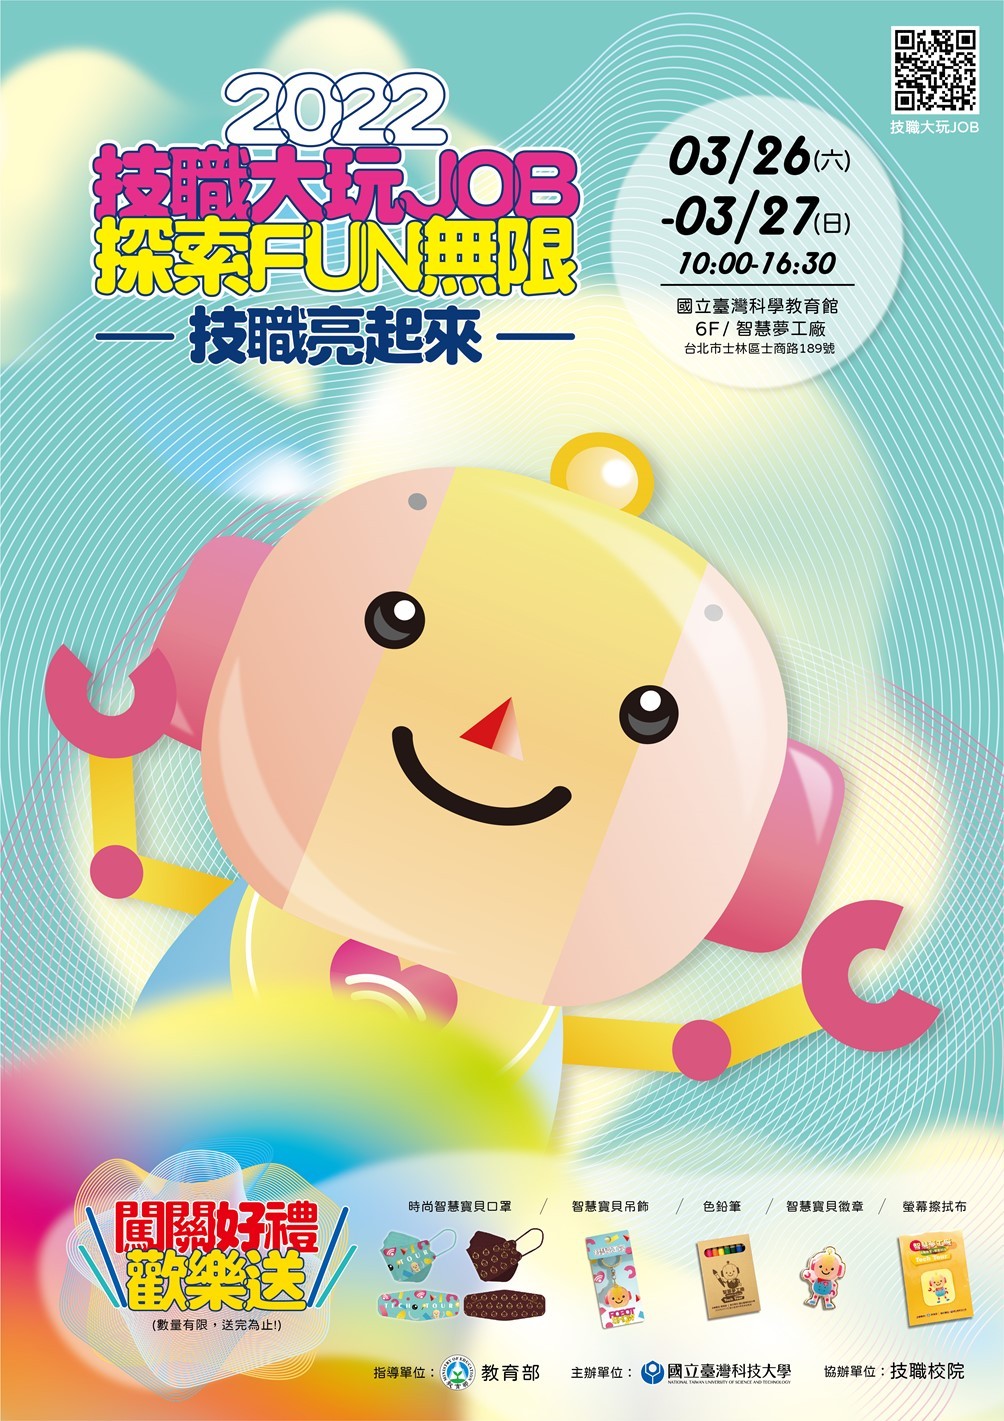 2022
技職大玩JOB
探索FUN無限
技職亮起來
技職大玩JOB
03/26(六)
-03/27(日)
10:00-16:30
國立臺灣科學教育館
6F/ 智慧夢工廠
台北市士林區士商路189號
闖關好禮
歡樂送
(數量有限，送完為止!)
時尚智慧寶貝口罩 / 智慧寶貝吊飾 / 色鉛筆 / 智慧寶貝徽章 / 螢幕擦拭布
指導單位： 教育部 主辦單位： 國立臺灣科技大學 協辦單位：技職校院
NATIONAL TAIWAN UNIVERSITY OF SCIENCE AND TECHNOLOGY